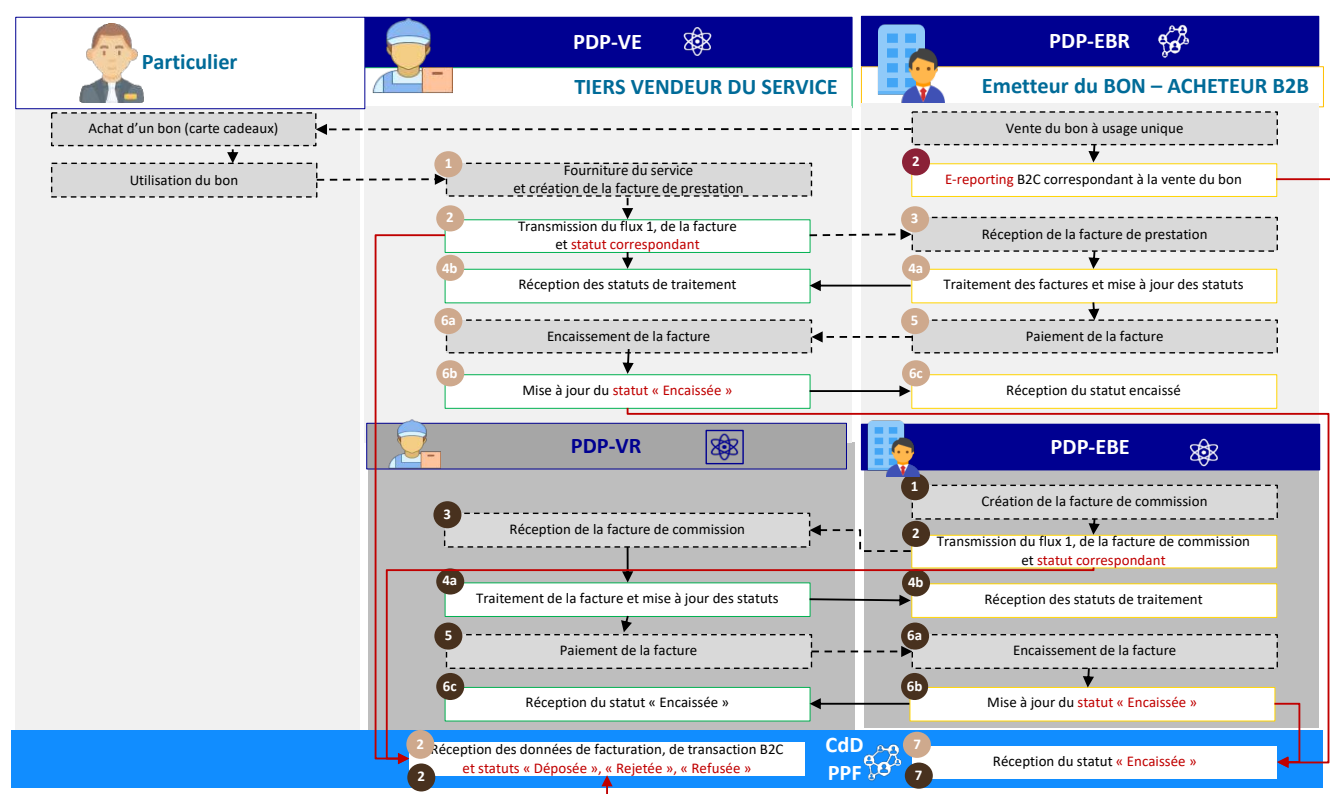 Particulier
PDP-VE
TIERS VENDEUR DU SERVICE
PDP-EBR
Emetteur du BON – ACHETEUR B2B
Achat d'un bon (carte cadeaux)
Vente du bon à usage unique
Utilisation du bon
1
Fourniture du service
et création de la facture de prestation
2
E-reporting B2C correspondant à la vente du bon
2
Transmission du flux 1, de la facture
et statut correspondant
3
Réception de la facture de prestation
4b
Réception des statuts de traitement
4a
Traitement des factures et mise à jour des statuts
6a
Encaissement de la facture
5
Paiement de la facture
6b
Mise à jour du statut « Encaissée »
6c
Réception du statut encaissé
PDP-VR
PDP-EBE
1
Création de la facture de commission
3
Réception de la facture de commission
2
Transmission du flux 1, de la facture de commission
et statut correspondant
4a
Traitement de la facture et mise à jour des statuts
4b
Réception des statuts de traitement
5
Paiement de la facture
6a
Encaissement de la facture
6c
Réception du statut « Encaissée »
6b
Mise à jour du statut « Encaissée »
2
Réception des données de facturation, de transaction B2C
et statuts « Déposée », « Rejetée », « Refusée »
2
CdD
PPF
7
Réception du statut « Encaissée »
7